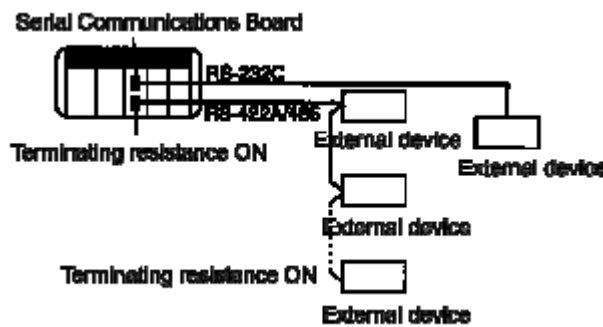 Serial Communications Board
RS-232C
RS-422A/485
External device
External device
Terminating resistance ON
External device
Terminating resistance ON
External device